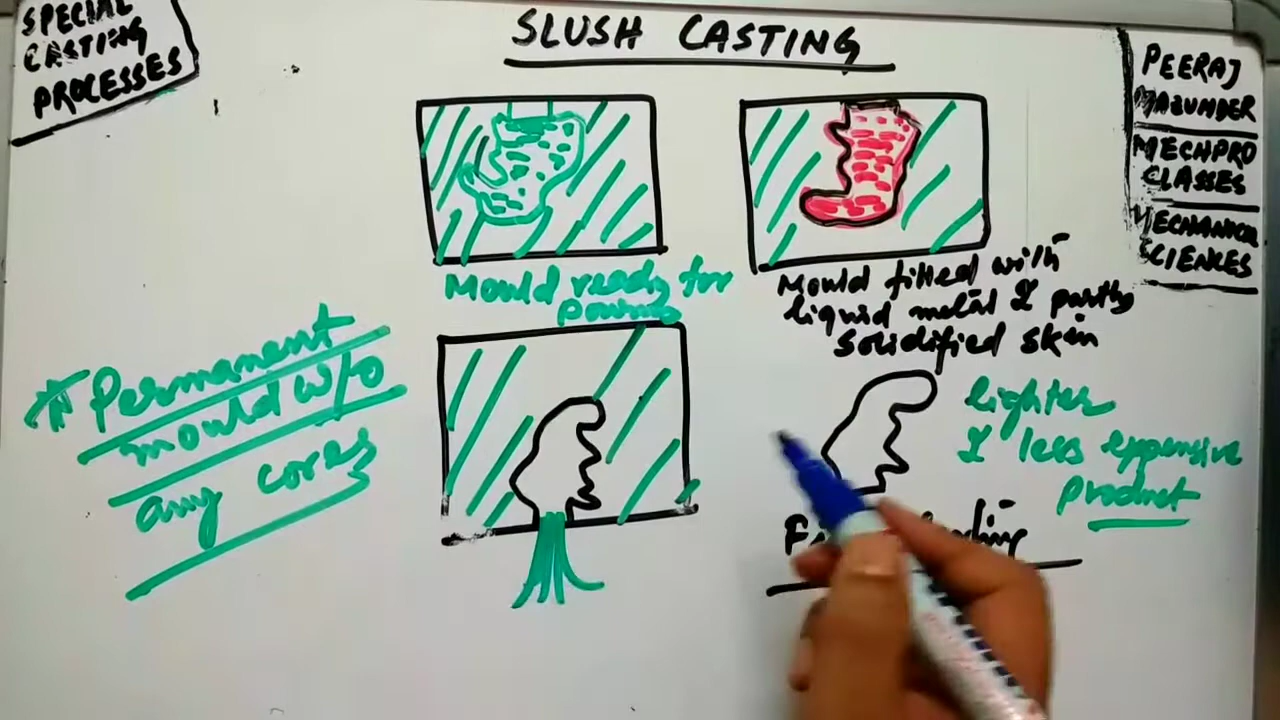 SPECIAL
CASTING
PROCESSES
SLUSH CASTING
PEERAJ
MAZUMDER
MECHPRO
CLASSES
MECHANICAL
SCIENCES
Mould ready for
pouring
Mould filled with
liquid metal & partly
solidified skin
* Permanent
mould w/o
any cores
lighter
& less expensive
product